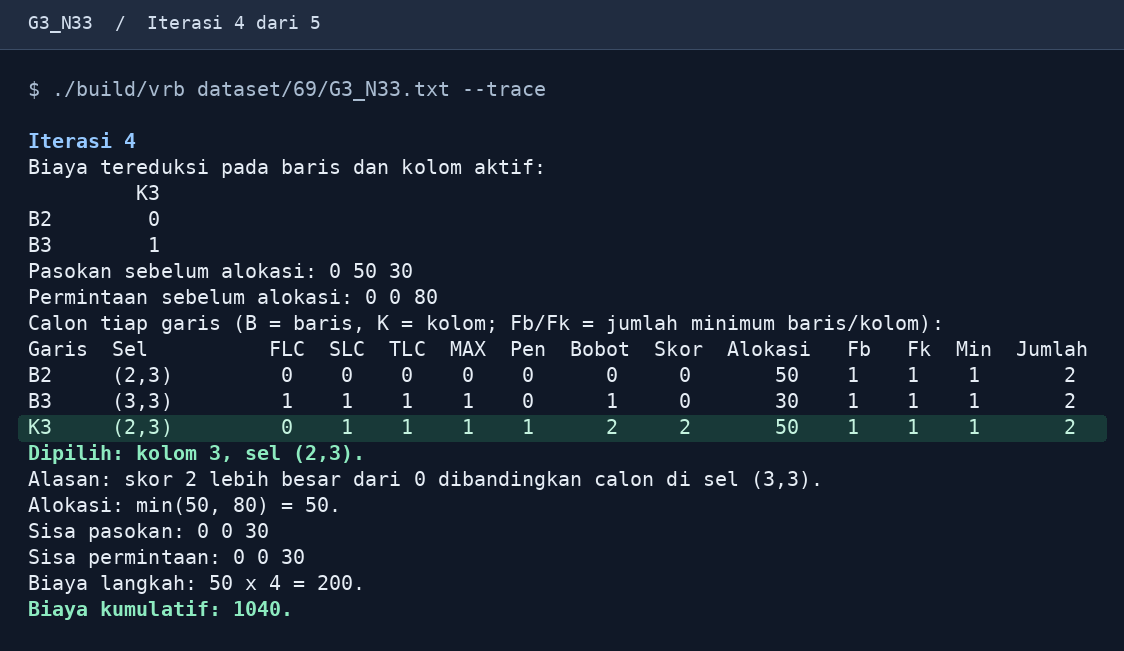 G3_N33  /  Iterasi 4 dari 5
$ ./build/vrb dataset/69/G3_N33.txt --trace
Iterasi 4
Biaya tereduksi pada baris dan kolom aktif:
         K3
B2        0
B3        1
Pasokan sebelum alokasi: 0 50 30
Permintaan sebelum alokasi: 0 0 80
Calon tiap garis (B = baris, K = kolom; Fb/Fk = jumlah minimum baris/kolom):
Garis  Sel          FLC  SLC  TLC  MAX  Pen  Bobot  Skor  Alokasi   Fb   Fk  Min  Jumlah
B2     (2,3)         0    0    0    0    0      0     0       50    1    1    1       2
B3     (3,3)         1    1    1    1    0      1     0       30    1    1    1       2
K3     (2,3)         0    1    1    1    1      2     2       50    1    1    1       2
Dipilih: kolom 3, sel (2,3).
Alasan: skor 2 lebih besar dari 0 dibandingkan calon di sel (3,3).
Alokasi: min(50, 80) = 50.
Sisa pasokan: 0 0 30
Sisa permintaan: 0 0 30
Biaya langkah: 50 x 4 = 200.
Biaya kumulatif: 1040.